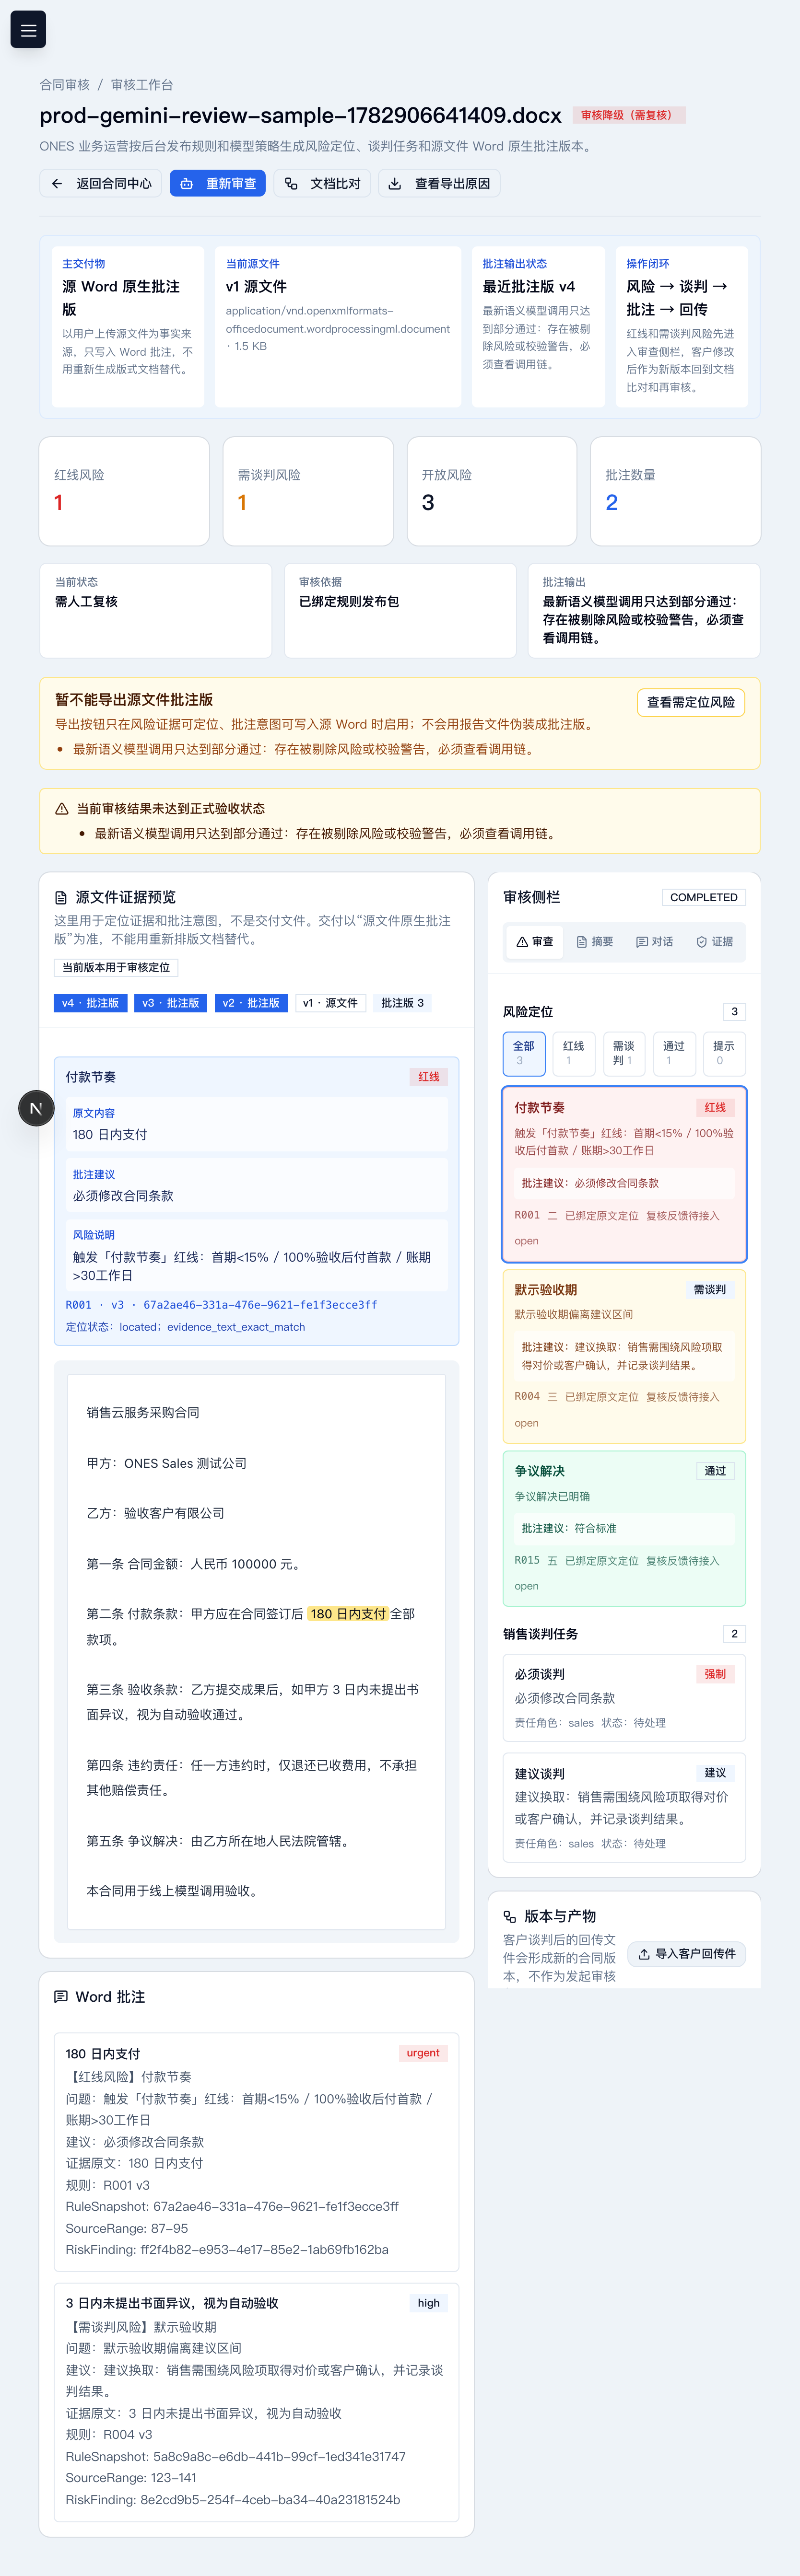 合同审核 / 审核工作台
prod-gemini-review-sample-1782906641409.docx 审核降级（需复核）
ONES 业务运营按后台发布规则和模型策略生成风险定位、谈判任务和源文件 Word 原生批注版本。
返回合同中心 重新审查 文档比对 查看导出原因
主交付物
源 Word 原生批注
版
以用户上传源文件为事实来
源，只写入 Word 批注，不
用重新生成版式文档替代。
当前源文件
v1 源文件
application/vnd.openxmlformats-
officedocument.wordprocessingml.document
· 1.5 KB
批注输出状态
最近批注版 v4
最新语义模型调用只达
到部分通过：存在被剔
除风险或校验警告，必
须查看调用链。
操作闭环
风险 → 谈判 →
批注 → 回传
红线和需谈判风险先进
入审查侧栏，客户修改
后作为新版本回到文档
比对和再审核。
红线风险
1
需谈判风险
1
开放风险
3
批注数量
2
当前状态
需人工复核
审核依据
已绑定规则发布包
批注输出
最新语义模型调用只达到部分通过：
存在被剔除风险或校验警告，必须查
看调用链。
暂不能导出源文件批注版
查看需定位风险
导出按钮只在风险证据可定位、批注意图可写入源 Word 时启用；不会用报告文件伪装成批注版。
• 最新语义模型调用只达到部分通过：存在被剔除风险或校验警告，必须查看调用链。
当前审核结果未达到正式验收状态
• 最新语义模型调用只达到部分通过：存在被剔除风险或校验警告，必须查看调用链。
源文件证据预览
这里用于定位证据和批注意图，不是交付文件。交付以“源文件原生批注
版”为准，不能用重新排版文档替代。
当前版本用于审核定位
v4 · 批注版 v3 · 批注版 v2 · 批注版 v1 · 源文件 批注版 3
付款节奏 红线
原文内容
180 日内支付
批注建议
必须修改合同条款
风险说明
触发「付款节奏」红线：首期<15% / 100%验收后付首款 / 账期
>30工作日
R001 · v3 · 67a2ae46-331a-476e-9621-fe1f3ecce3ff
定位状态：located；evidence_text_exact_match
N
销售云服务采购合同
甲方：ONES Sales 测试公司
乙方：验收客户有限公司
第一条 合同金额：人民币 100000 元。
第二条 付款条款：甲方应在合同签订后 180 日内支付全部
款项。
第三条 验收条款：乙方提交成果后，如甲方 3 日内未提出书
面异议，视为自动验收通过。
第四条 违约责任：任一方违约时，仅退还已收费用，不承担
其他赔偿责任。
第五条 争议解决：由乙方所在地人民法院管辖。
本合同用于线上模型调用验收。
Word 批注
180 日内支付 urgent
【红线风险】付款节奏
问题：触发「付款节奏」红线：首期<15% / 100%验收后付首款 /
账期>30工作日
建议：必须修改合同条款
证据原文：180 日内支付
规则：R001 v3
RuleSnapshot: 67a2ae46-331a-476e-9621-fe1f3ecce3ff
SourceRange: 87-95
RiskFinding: ff2f4b82-e953-4e17-85e2-1ab69fb162ba
3 日内未提出书面异议，视为自动验收 high
【需谈判风险】默示验收期
问题：默示验收期偏离建议区间
建议：建议换取：销售需围绕风险项取得对价或客户确认，并记录谈
判结果。
证据原文：3 日内未提出书面异议，视为自动验收
规则：R004 v3
RuleSnapshot: 5a8c9a8c-e6db-441b-99cf-1ed341e31747
SourceRange: 123-141
RiskFinding: 8e2cd9b5-254f-4ceb-ba34-40a23181524b
审核侧栏 COMPLETED
审查 摘要 对话 证据
风险定位 3
全部 3
红线 1
需谈判 1
通过 1
提示 0
付款节奏 红线
触发「付款节奏」红线：首期<15% / 100%验
收后付首款 / 账期>30工作日
批注建议：必须修改合同条款
R001 二 已绑定原文定位 复核反馈待接入
open
默示验收期 需谈判
默示验收期偏离建议区间
批注建议：建议换取：销售需围绕风险项取
得对价或客户确认，并记录谈判结果。
R004 三 已绑定原文定位 复核反馈待接入
open
争议解决 通过
争议解决已明确
批注建议：符合标准
R015 五 已绑定原文定位 复核反馈待接入
open
销售谈判任务 2
必须谈判 强制
必须修改合同条款
责任角色：sales 状态：待处理
建议谈判 建议
建议换取：销售需围绕风险项取得对价
或客户确认，并记录谈判结果。
责任角色：sales 状态：待处理
版本与产物
导入客户回传件
客户谈判后的回传文
件会形成新的合同版
本，不作为发起审核